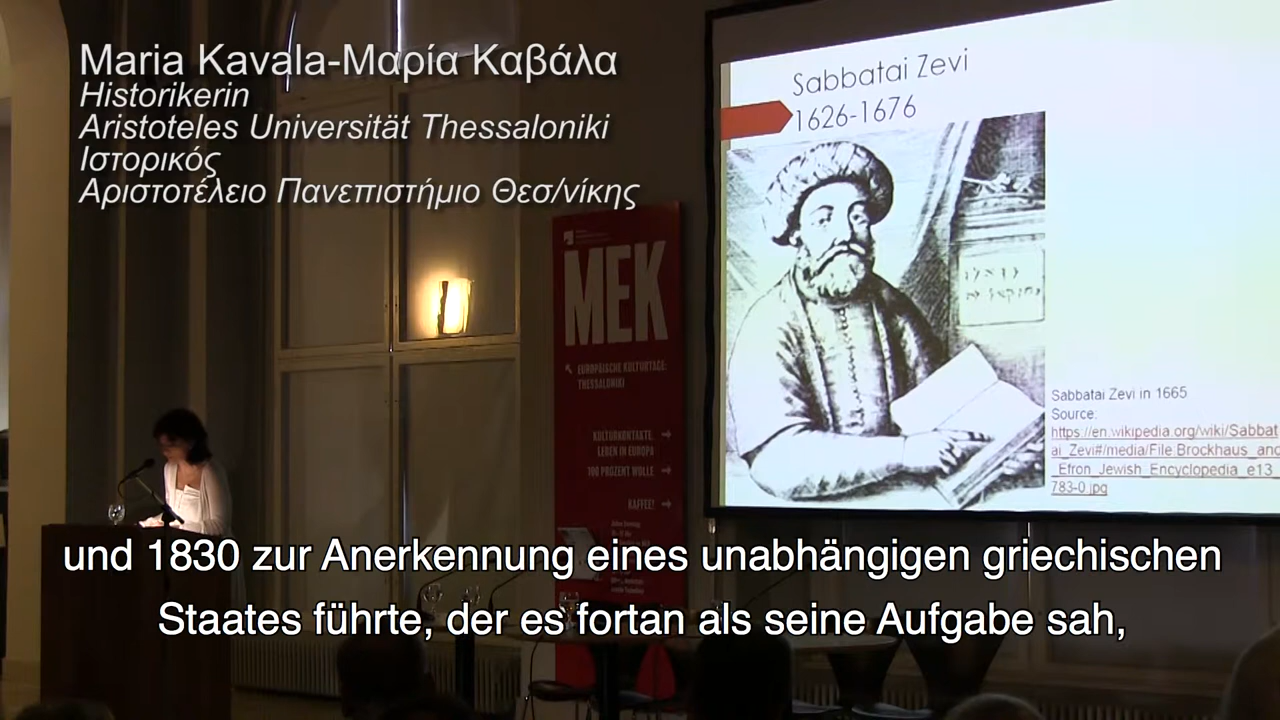 Maria Kavala-Μαρία Καβάλα
Historikerin
Aristoteles Universität Thessaloniki
Ιστορικός
Αριστοτέλειο Πανεπιστήμιο Θεσ/νίκης
Sabbatai Zevi
1626-1676
MEK
EUROPÄISCHE KULTURTAGE:
THESSALONIKI
KULTURKONTAKTE.
LEBEN IN EUROPA
100 PROZENT WOLLE
KAFFEE!
Sabbatai Zevi in 1665
Source:
https://en.wikipedia.org/wiki/Sabbat
ai_Zevi#/media/File:Brockhaus_and
_Efron_Jewish_Encyclopedia_e13_
783-0.jpg
und 1830 zur Anerkennung eines unabhängigen griechischen
Staates führte, der es fortan als seine Aufgabe sah,